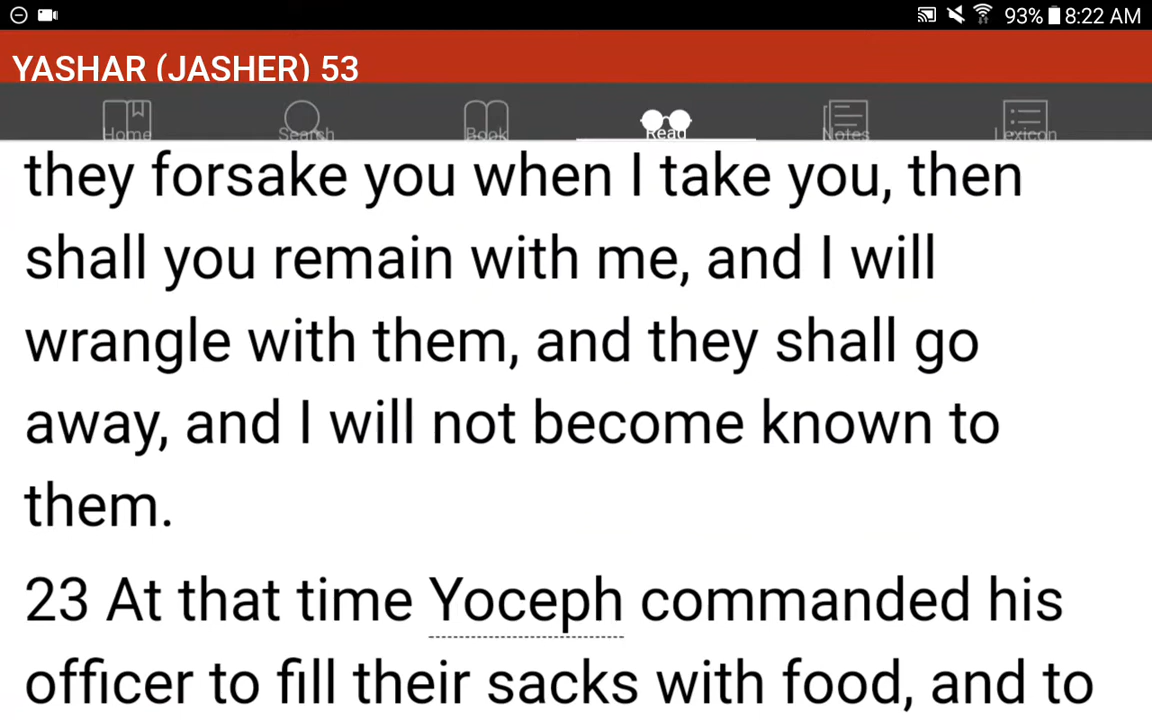 93% 8:22 AM
YASHAR (JASHER) 53
Home Search Book Read Notes Lexicon
they forsake you when I take you, then
shall you remain with me, and I will
wrangle with them, and they shall go
away, and I will not become known to
them.
23 At that time Yoceph commanded his
officer to fill their sacks with food, and to